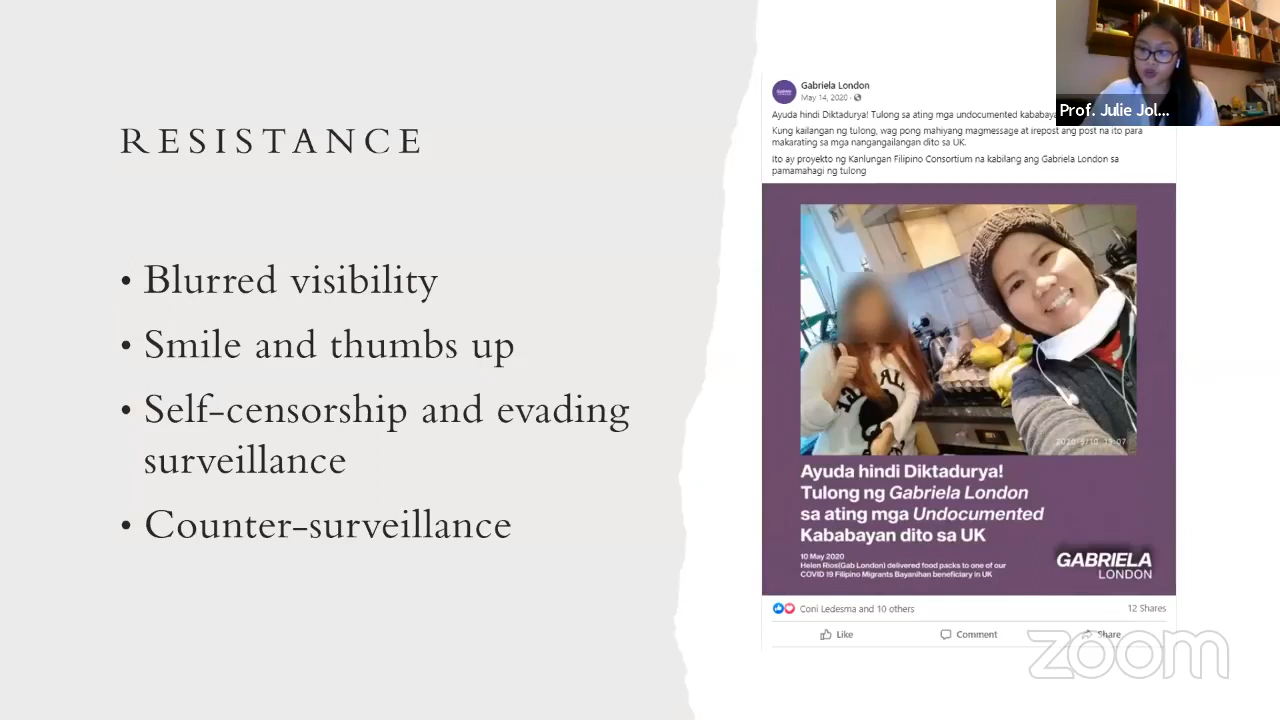 RESISTANCE
• Blurred visibility
• Smile and thumbs up
• Self-censorship and evading
surveillance
• Counter-surveillance
Gabriela London
May 14, 2020 ·
Ayuda hindi Diktadurya! Tulong sa ating mga undocumented
Kung kailangan ng tulong, wag pong mahiyang magmessage at irepost ang post na ito para
makarating sa mga nangangailangan dito sa UK.
Ito ay proyekto ng Kanlungan Filipino Consortium na kabilang ang Gabriela London sa
pamamahagi ng tulong
Ayuda hindi Diktadurya!
Tulong ng Gabriela London
sa ating mga Undocumented
Kababayan dito sa UK
10 May 2020
Helen Riox(Gab London) delivered food packs to one of our
COVID 19 Filipino Migrants Bayanihan beneficiary in UK
GABRIELA
LONDON
Coni Ledesma and 10 others
12 Shares
Like
Comment
Share
Prof. Julie Jol...
zoom